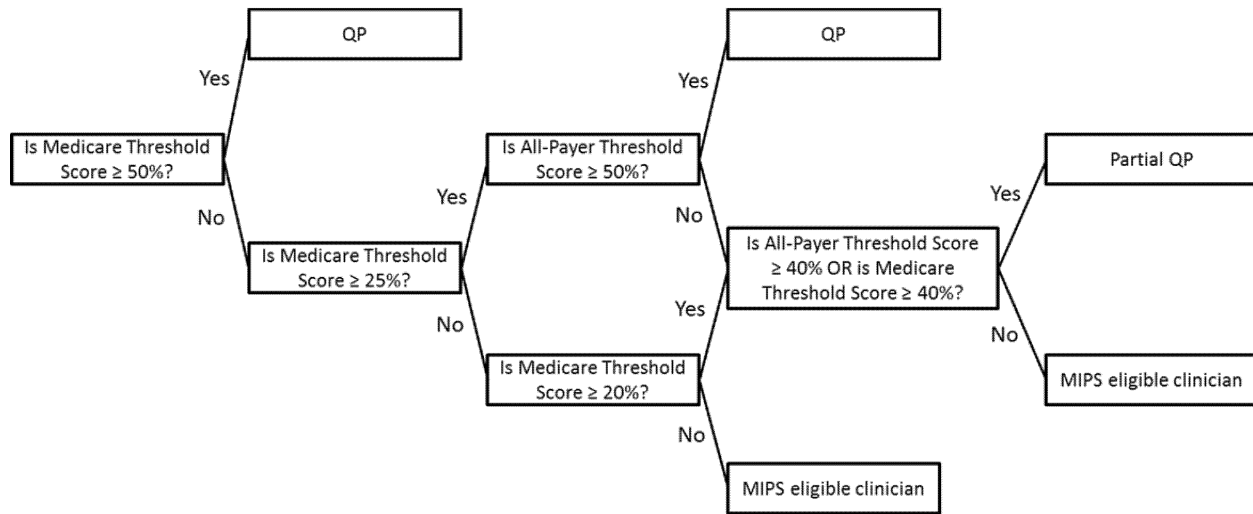 QP
QP
Yes
Yes
Is Medicare Threshold
Score ≥ 50%?
Is All-Payer Threshold
Score ≥ 50%?
Partial QP
Yes
Yes
No
No
Is Medicare Threshold
Score ≥ 25%?
Is All-Payer Threshold Score
≥ 40% OR is Medicare
Threshold Score ≥ 40%?
No
Yes
No
Is Medicare Threshold
Score ≥ 20%?
MIPS eligible clinician
No
MIPS eligible clinician